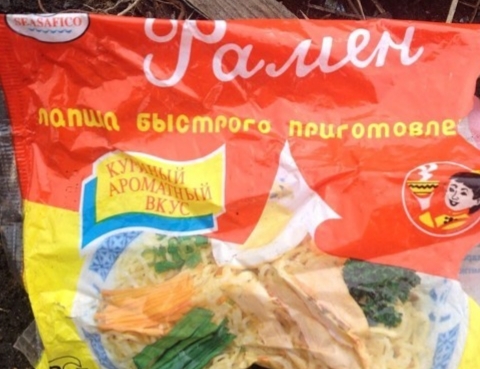 SEASAFICO
Рамен
лапша быстрого приготовле
КУРИНЫЙ
АРОМАТНЫЙ
ВКУС